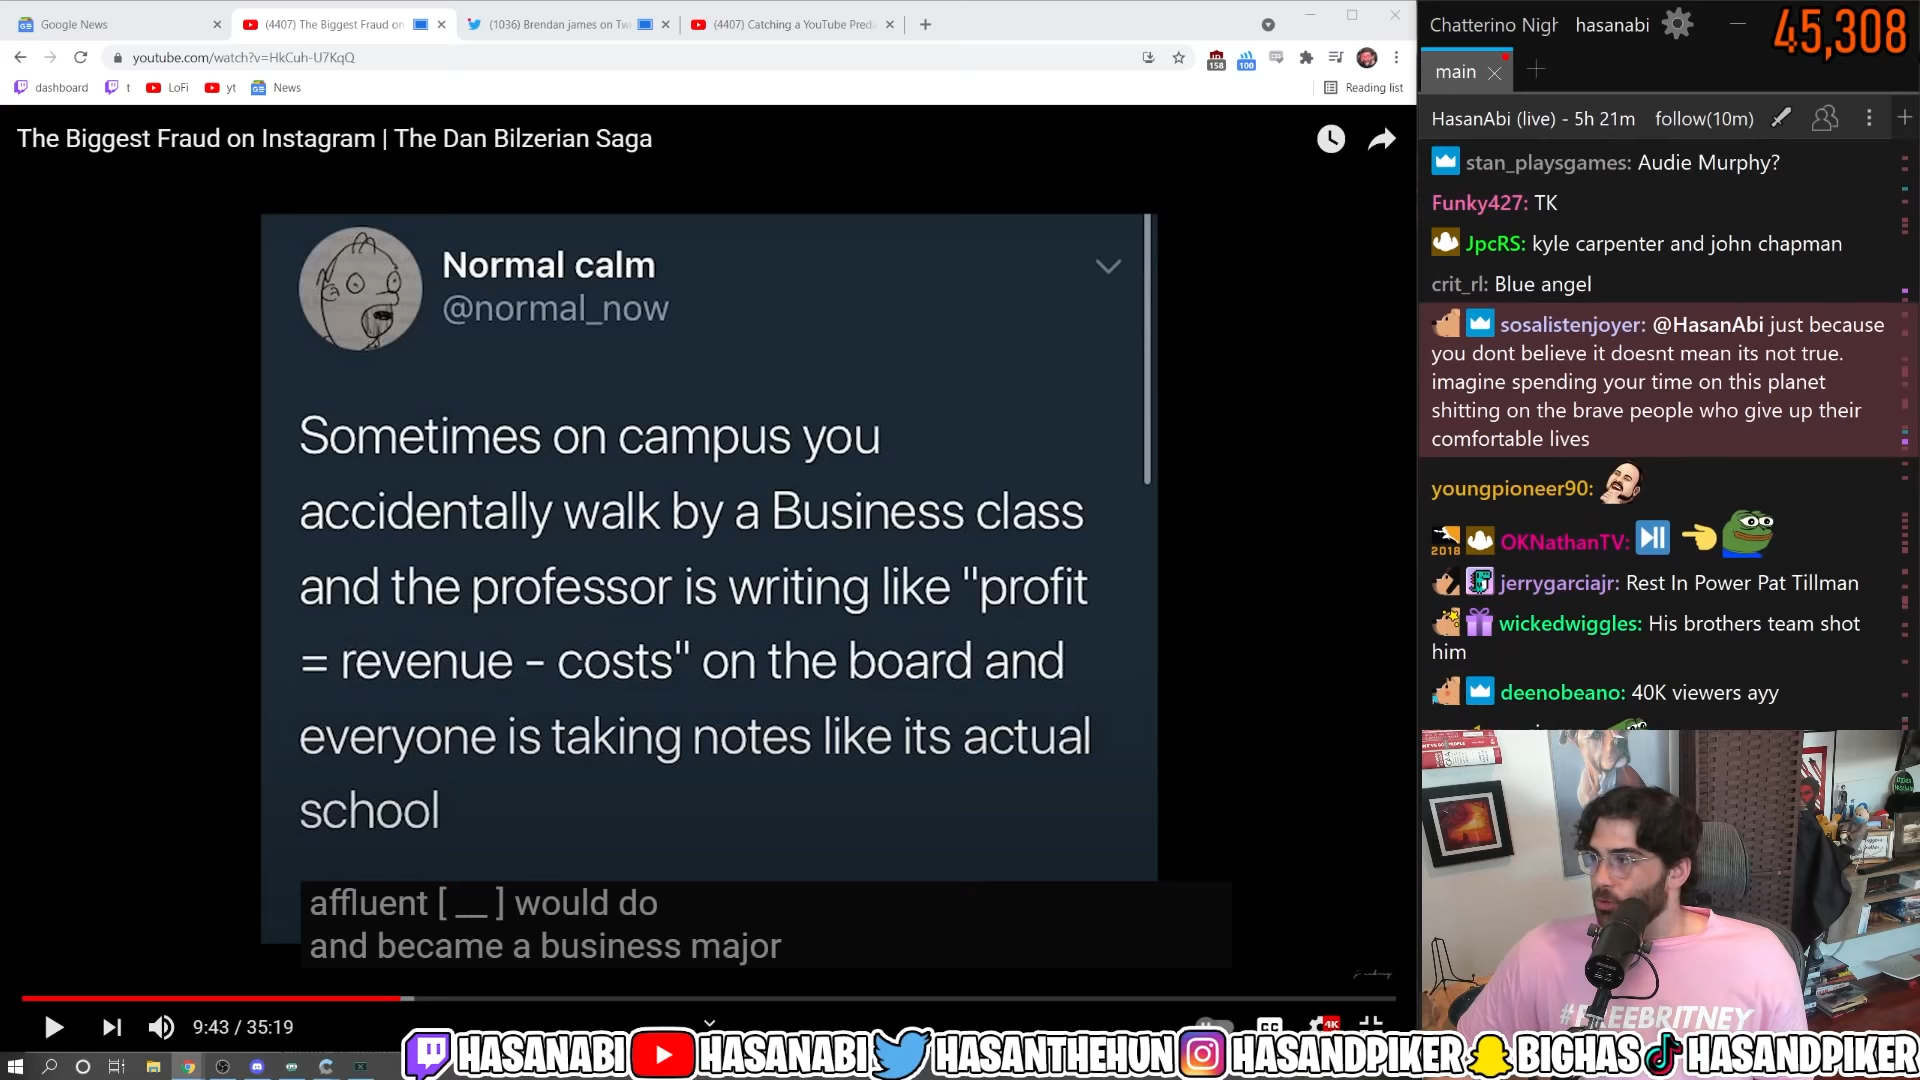 Google News
(4407) The Biggest Fraud on
(1036) Brendan james on Tw
(4407) Catching a YouTube Preda
youtube.com/watch?v=HkCuh-U7KqQ
158
100
dashboard
t
LoFi
yt
News
Reading list
The Biggest Fraud on Instagram | The Dan Bilzerian Saga
Normal calm
@normal_now
Sometimes on campus you
accidentally walk by a Business class
and the professor is writing like "profit
= revenue - costs" on the board and
everyone is taking notes like its actual
school
affluent [ __ ] would do
and became a business major
9:43 / 35:19
CC
4K
Chatterino Nigh
hasanabi
45,308
main
HasanAbi (live) - 5h 21m
follow(10m)
stan_playsgames: Audie Murphy?
Funky427: TK
JpcRS: kyle carpenter and john chapman
crit_rl: Blue angel
sosalistenjoyer: @HasanAbi just because
you dont believe it doesnt mean its not true.
imagine spending your time on this planet
shitting on the brave people who give up their
comfortable lives
youngpioneer90:
2018
OKNathanTV:
jerrygarciajr: Rest In Power Pat Tillman
wickedwiggles: His brothers team shot
him
deenobeano: 40K viewers ayy
#FREEBRITNEY
HASANABI
HASANABI
HASANTHEHUN
HASANDPIKER
BIGHAS
HASANDPIKER